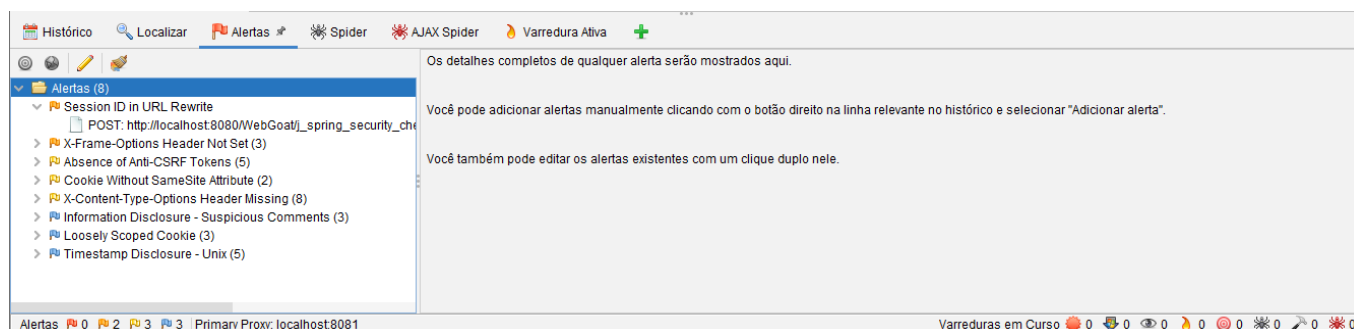 Histórico Localizar Alertas Spider AJAX Spider Varredura Ativa
Alertas (8)
Session ID in URL Rewrite
POST: http://localhost:8080/WebGoat/j_spring_security_che
X-Frame-Options Header Not Set (3)
Absence of Anti-CSRF Tokens (5)
Cookie Without SameSite Attribute (2)
X-Content-Type-Options Header Missing (8)
Information Disclosure - Suspicious Comments (3)
Loosely Scoped Cookie (3)
Timestamp Disclosure - Unix (5)
Os detalhes completos de qualquer alerta serão mostrados aqui.
Você pode adicionar alertas manualmente clicando com o botão direito na linha relevante no histórico e selecionar "Adicionar alerta".
Você também pode editar os alertas existentes com um clique duplo nele.
Alertas 0 2 3 3 Primary Proxy: localhost:8081 Varreduras em Curso 0 0 0 0 0 0 0 0